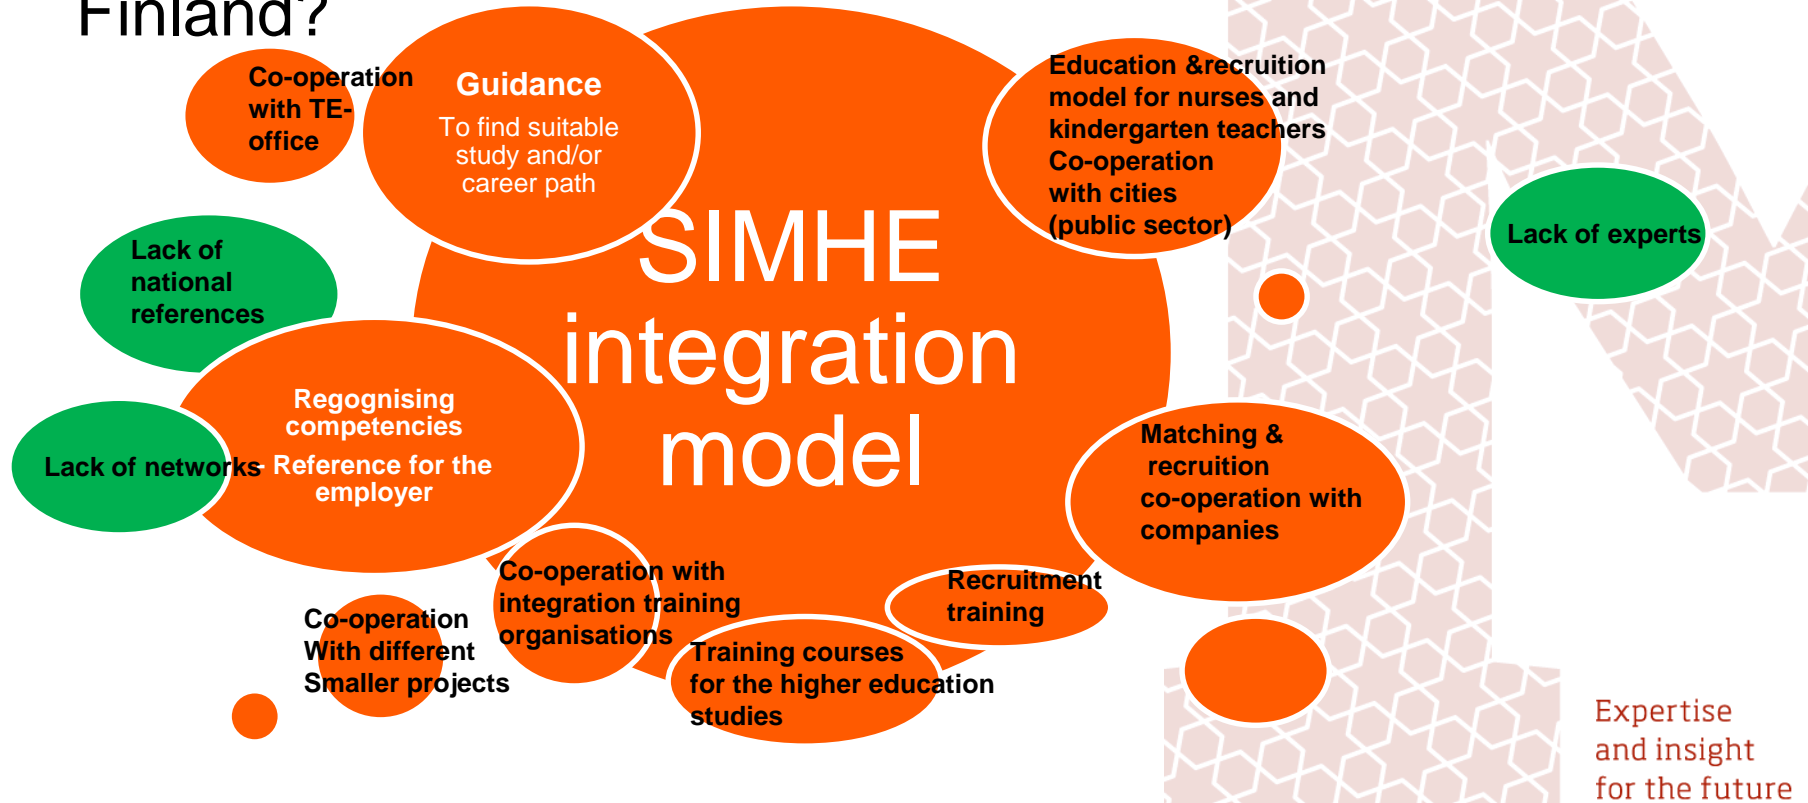 Finland?
Co-operation
with TE-
office
Guidance
To find suitable
study and/or
career path
Education &recruition
model for nurses and
kindergarten teachers
Co-operation
with cities
(public sector)
Lack of experts
Lack of
national
references
SIMHE
integration
model
Regognising
competencies
- Reference for the
employer
Lack of networks
Matching &
recruition
co-operation with
companies
Co-operation with
integration training
organisations
Recruitment
training
Co-operation
With different
Smaller projects
Training courses
for the higher education
studies
Expertise
and insight
for the future